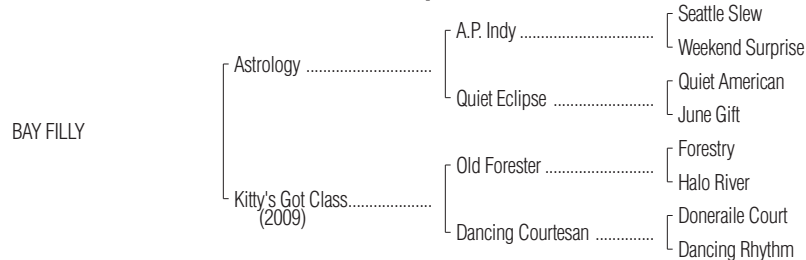 Seattle Slew
A.P. Indy ................................
Weekend Surprise
Astrology ..............................
Quiet American
Quiet Eclipse ........................
June Gift
BAY FILLY
Forestry
Old Forester ..........................
Halo River
Kitty's Got Class....................
(2009)
Doneraile Court
Dancing Courtesan ..............
Dancing Rhythm